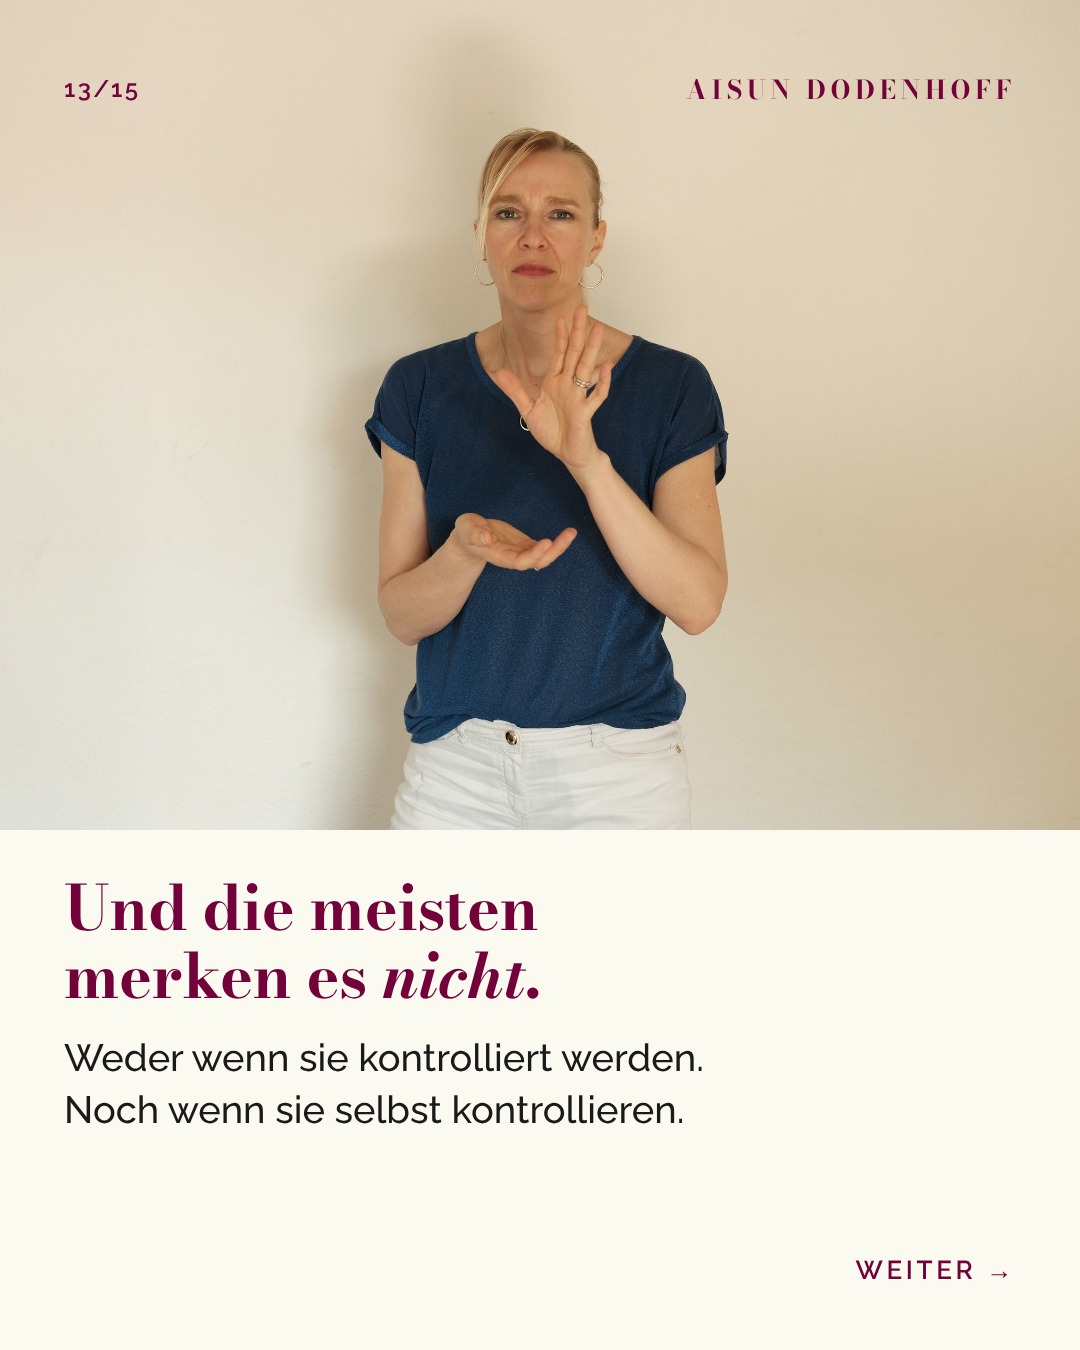 13/15
AISUN DODENHOFF
Und die meisten
merken es nicht.
Weder wenn sie kontrolliert werden.
Noch wenn sie selbst kontrollieren.
WEITER →